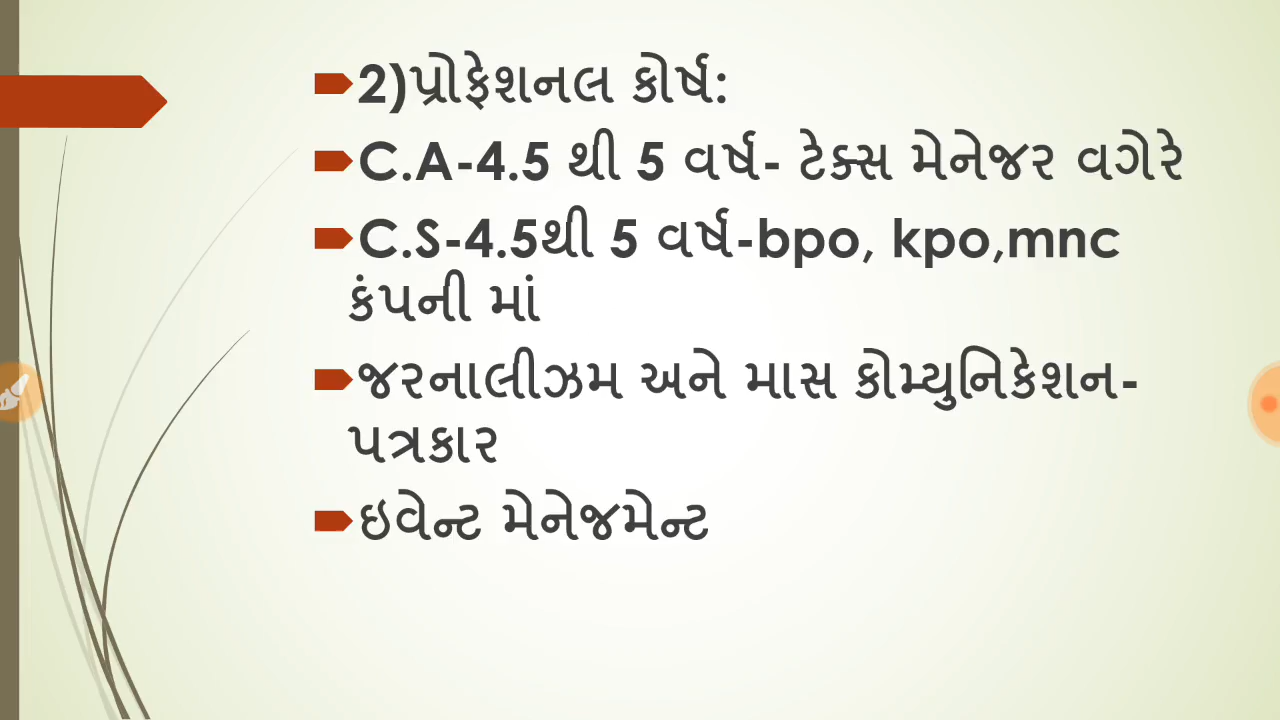 2)પ્રોફેશનલ કોર્ષ:
C.A-4.5 થી 5 વર્ષ- ટેક્સ મેનેજર વગેરે
C.S-4.5થી 5 વર્ષ-bpo, kpo,mnc
કંપની માં
જરનાલીઝમ અને માસ કોમ્યુનિકેશન-
પત્રકાર
ઇવેન્ટ મેનેજમેન્ટ